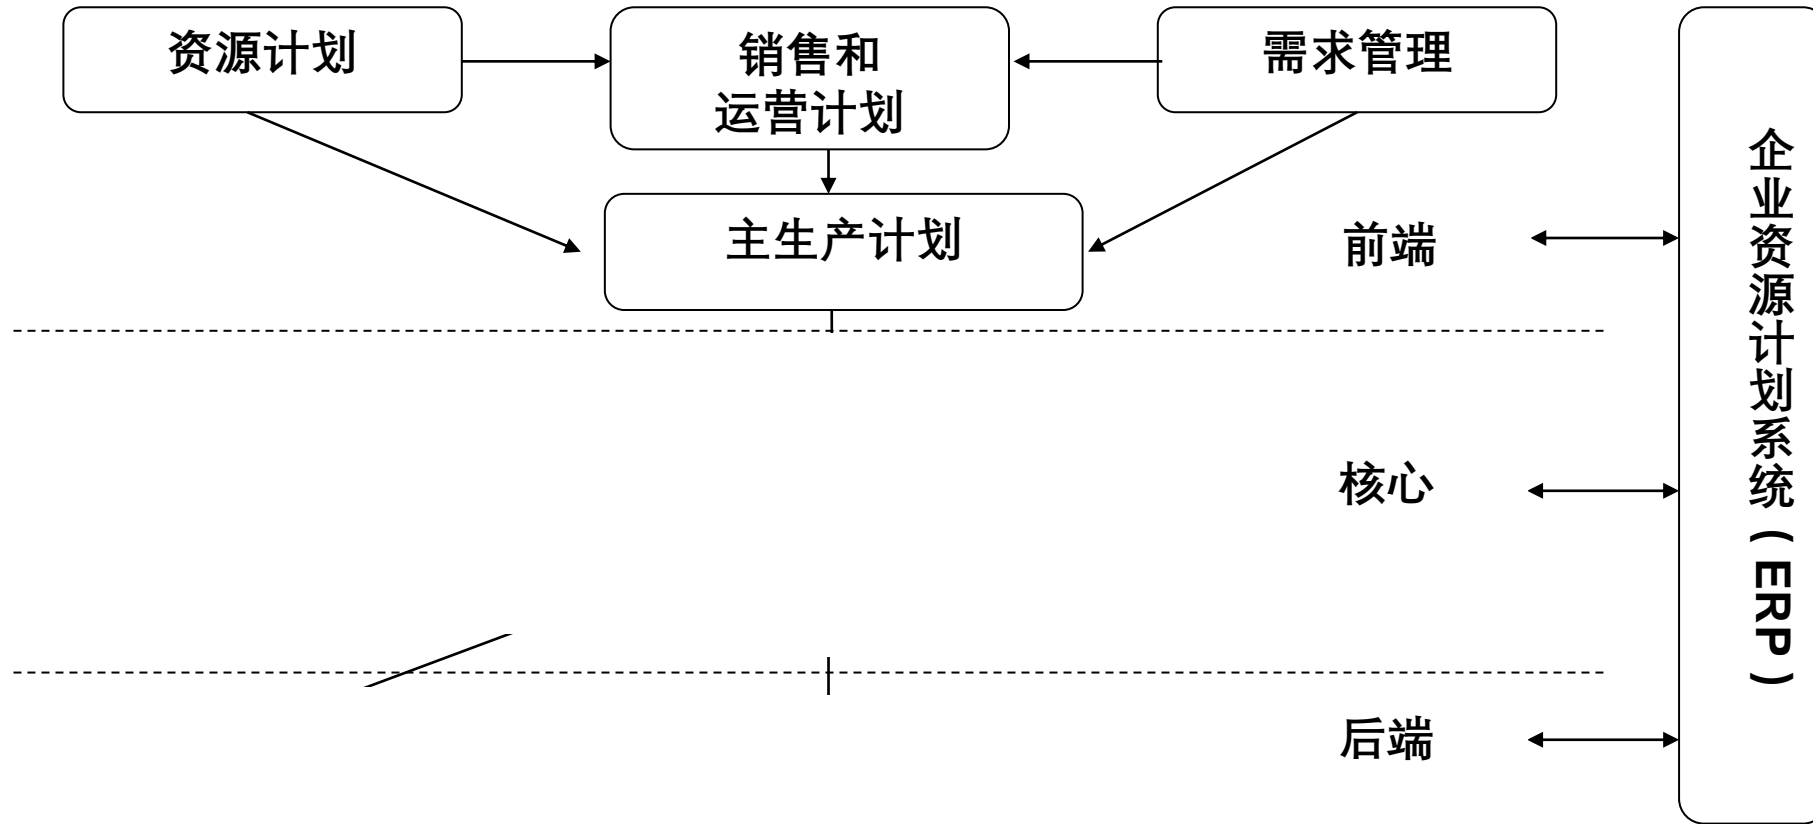 资源计划
销售和
运营计划
需求管理
主生产计划
前端
核心
后端
企业资源计划系统(ERP)